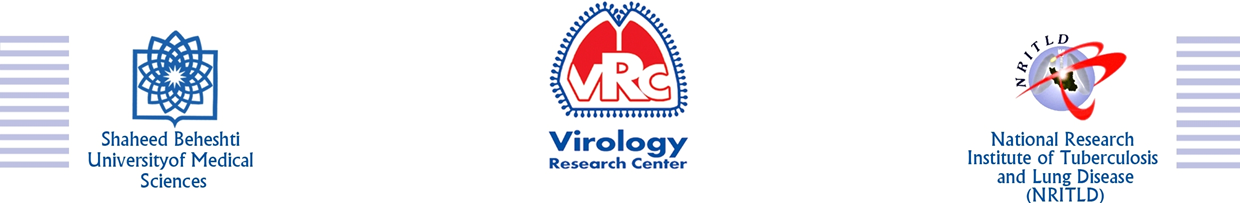 Shaheed Beheshti
Universityof Medical
Sciences
VRC
Virology
Research Center
NRITLD
National Research
Institute of Tuberculosis
and Lung Disease
(NRITLD)